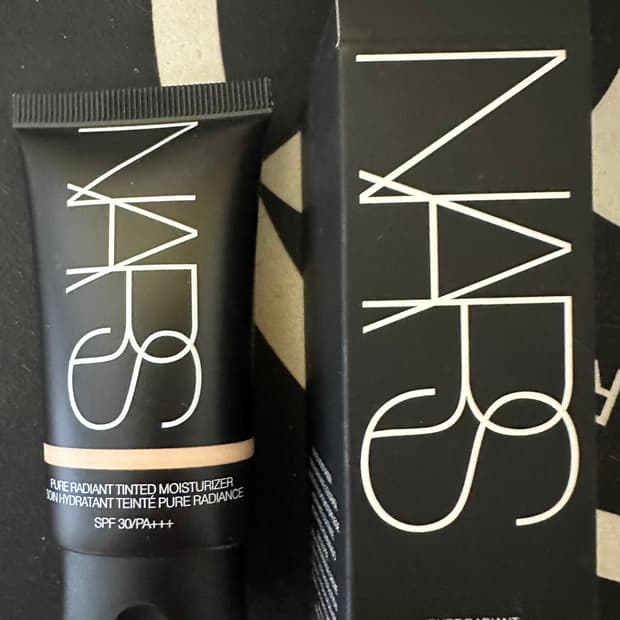 NARS
PURE RADIANT TINTED MOISTURIZER
SOIN HYDRATANT TEINTÉ PURE RADIANCE
SPF 30/PA+++
NARS